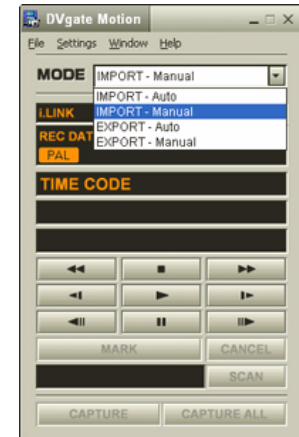 DVgate Motion
File Settings Window Help
MODE IMPORT - Manual
IMPORT - Auto
IMPORT - Manual
EXPORT - Auto
EXPORT - Manual
i.LINK
REC DAT
PAL
TIME CODE
MARK CANCEL
SCAN
CAPTURE CAPTURE ALL